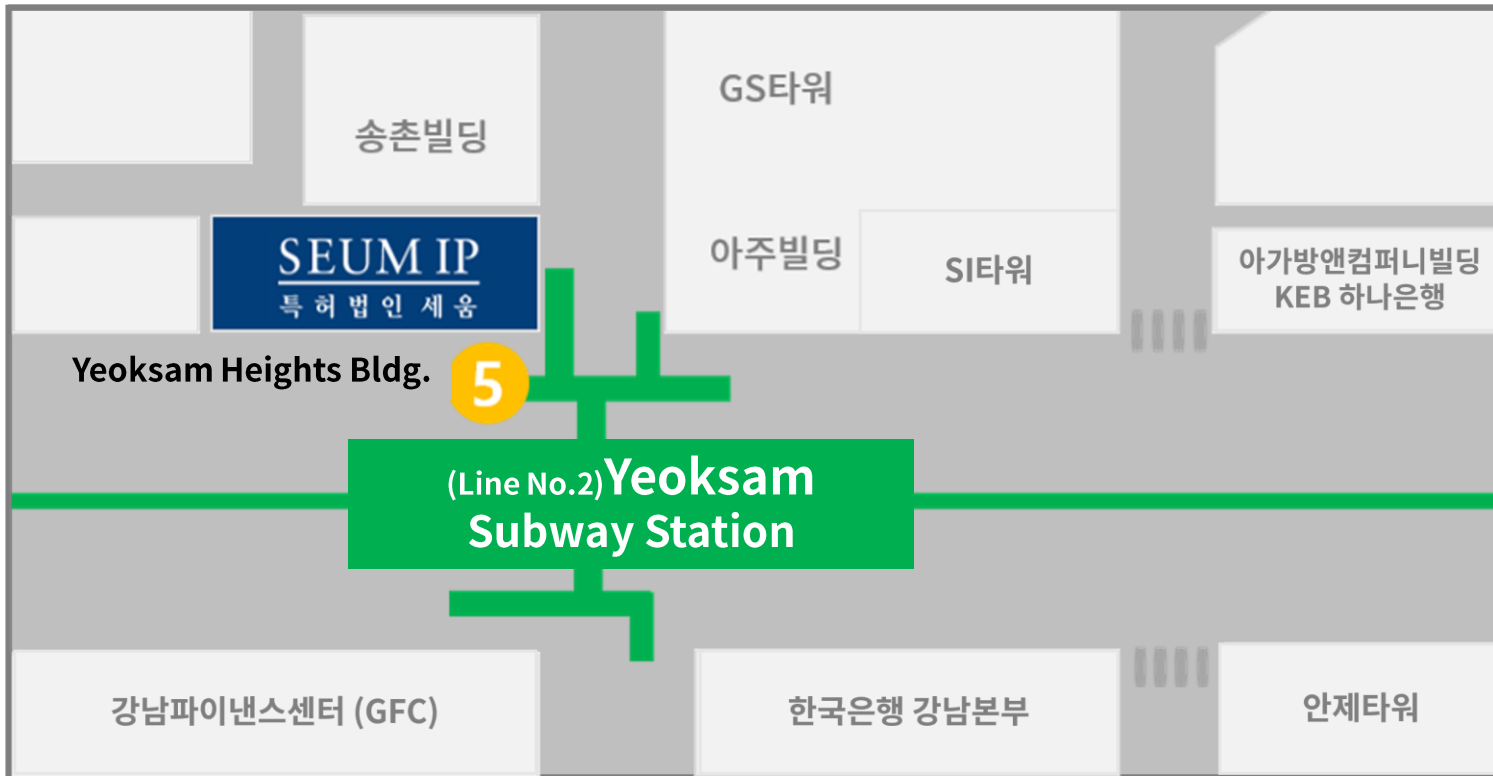 GS타워
송촌빌딩
SEUM IP
특허법인 세움
아주빌딩
SI타워
아가방앤컴퍼니빌딩
KEB 하나은행
Yeoksam Heights Bldg.
5
(Line No.2)Yeoksam
Subway Station
강남파이낸스센터 (GFC)
한국은행 강남본부
안제타워